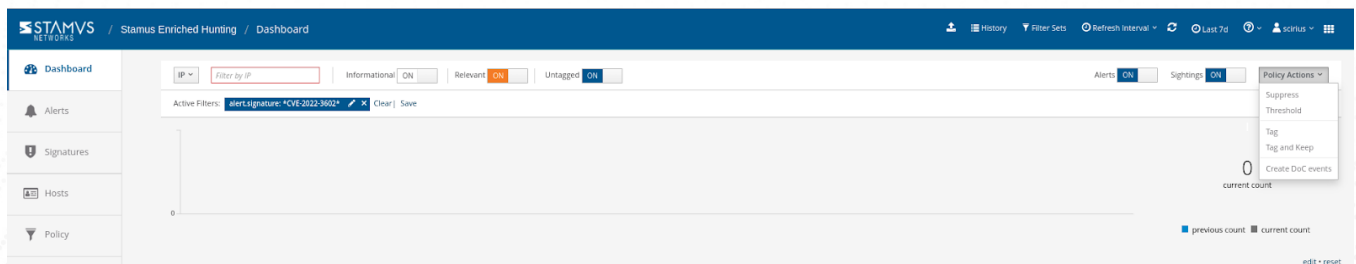 STAMVS NETWORKS / Stamus Enriched Hunting / Dashboard History Filter Sets Refresh Interval Last 7d scirius
Dashboard
Alerts
Signatures
Hosts
Policy
IP Filter by IP Informational ON Relevant ON Untagged ON Alerts ON Sightings ON Policy Actions
Active Filters: alert.signature: *CVE-2022-3602* Clear | Save
Suppress
Threshold
Tag
Tag and Keep
Create DoC events
0
current count
0
previous count current count
edit • reset